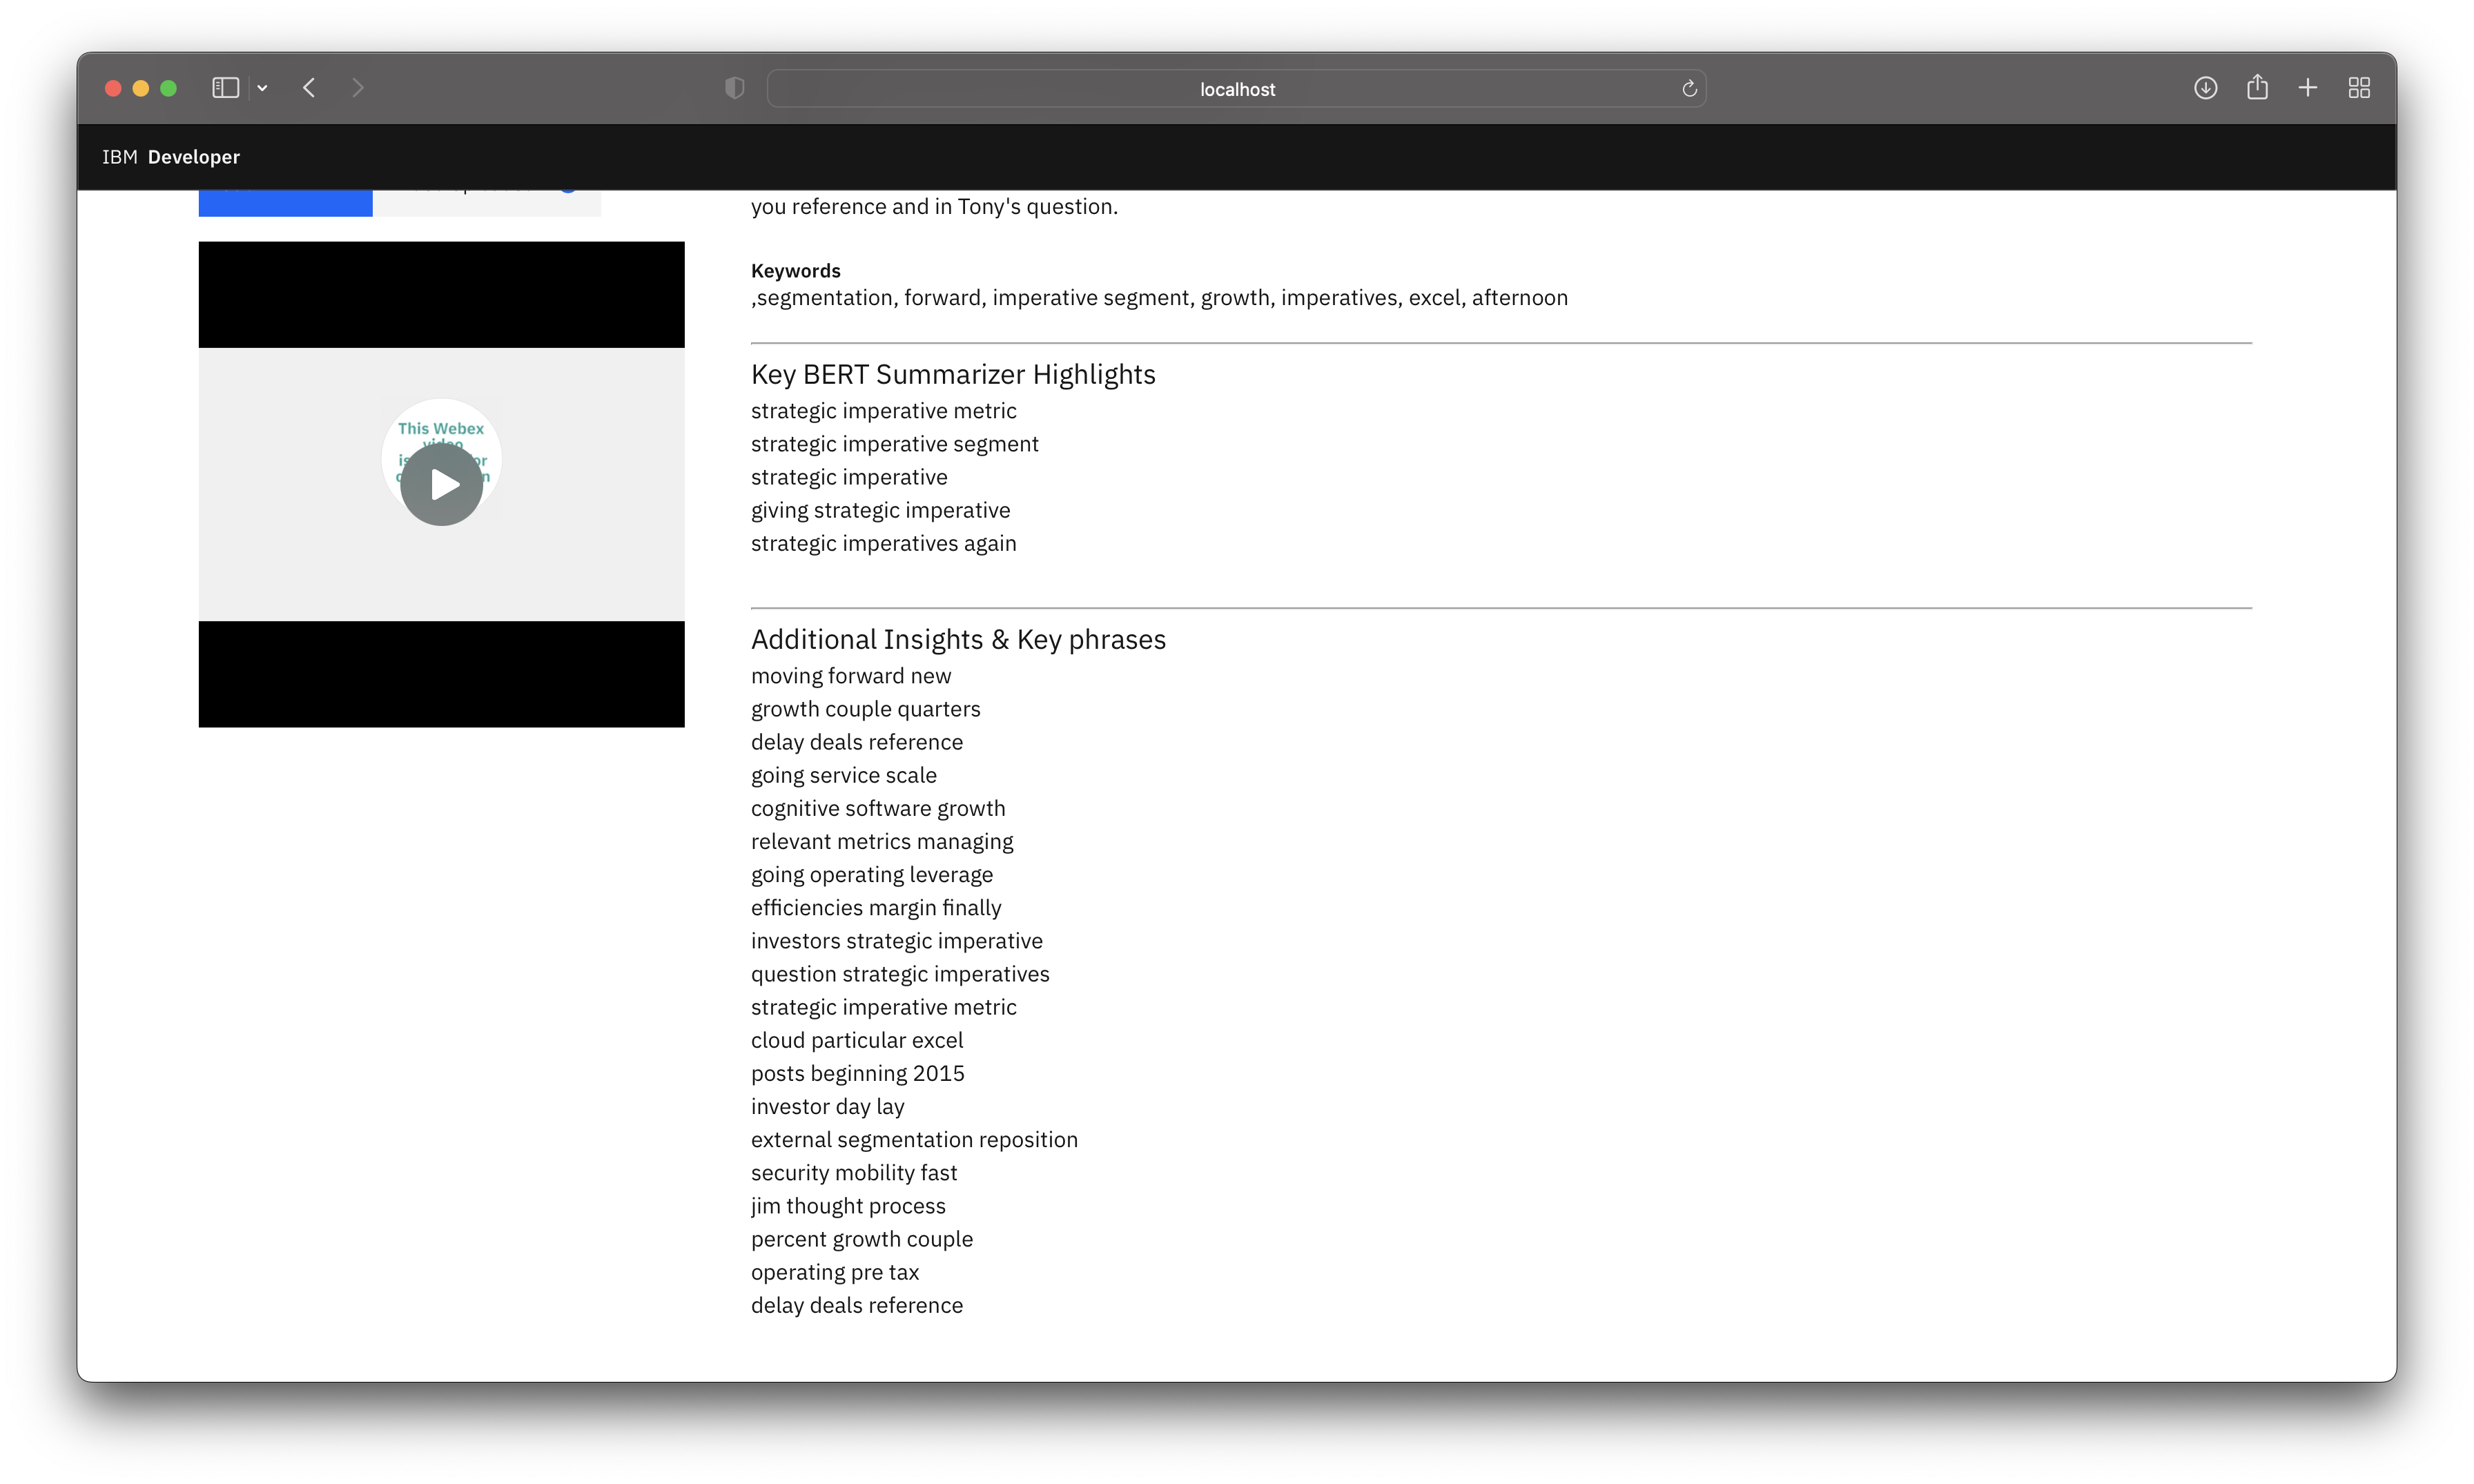 localhost
IBM Developer
you reference and in Tony's question.
Keywords
,segmentation, forward, imperative segment, growth, imperatives, excel, afternoon
Key BERT Summarizer Highlights
strategic imperative metric
strategic imperative segment
strategic imperative
giving strategic imperative
strategic imperatives again
This Webex
video
is
Additional Insights & Key phrases
moving forward new
growth couple quarters
delay deals reference
going service scale
cognitive software growth
relevant metrics managing
going operating leverage
efficiencies margin finally
investors strategic imperative
question strategic imperatives
strategic imperative metric
cloud particular excel
posts beginning 2015
investor day lay
external segmentation reposition
security mobility fast
jim thought process
percent growth couple
operating pre tax
delay deals reference